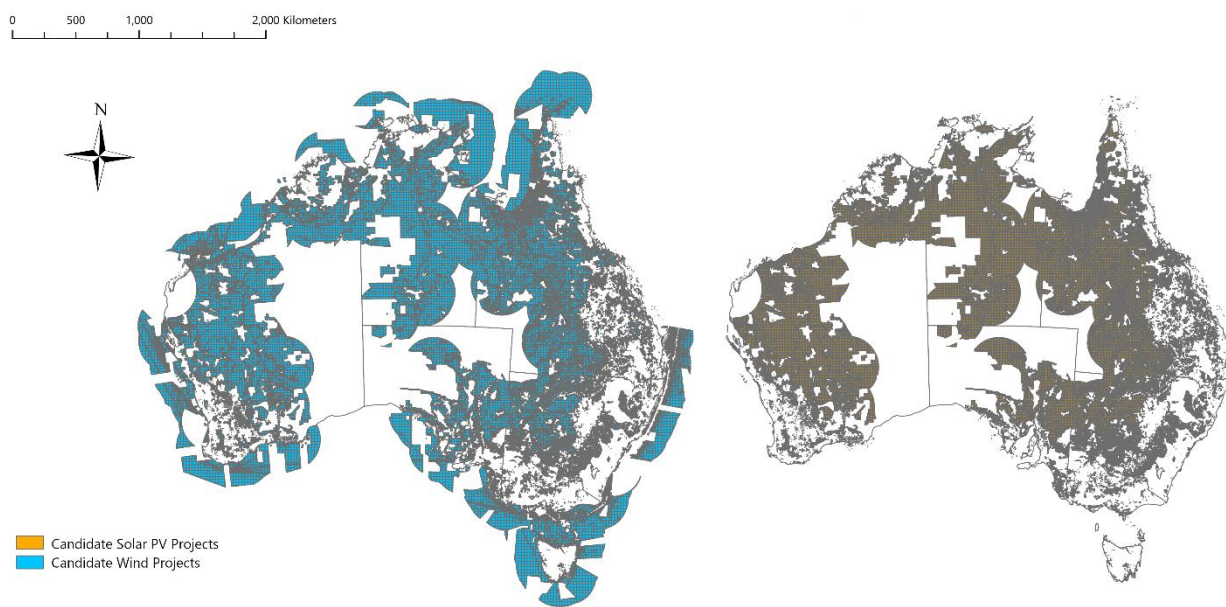 0 500 1,000 2,000 Kilometers
N
Candidate Solar PV Projects
Candidate Wind Projects